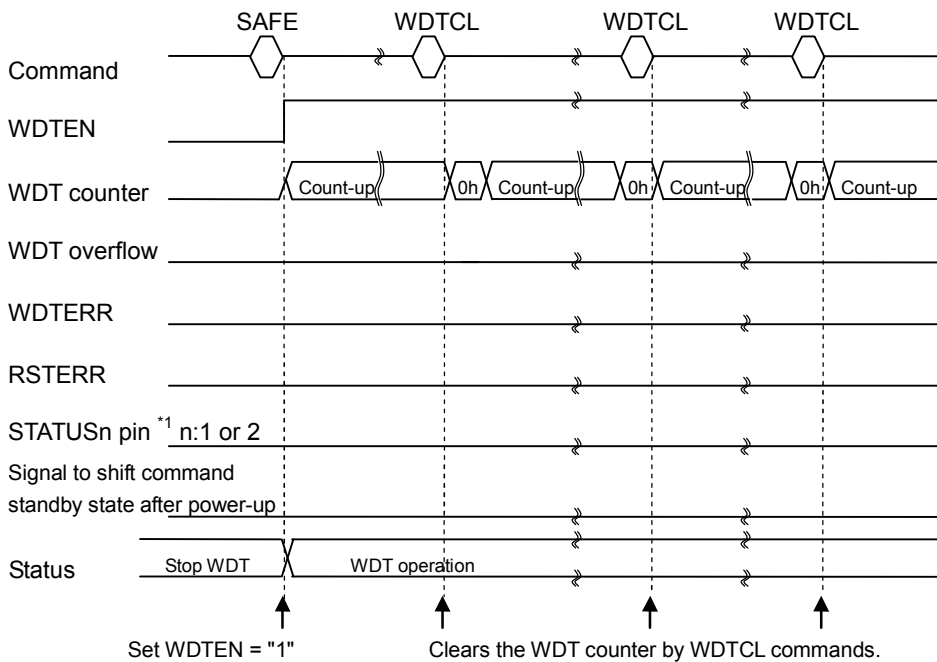 SAFE WDTCL WDTCL WDTCL
Command
WDTEN
WDT counter Count-up 0h Count-up 0h Count-up 0h Count-up
WDT overflow
WDTERR
RSTERR
STATUSn pin *1 n:1 or 2
Signal to shift command
standby state after power-up
Status Stop WDT WDT operation
Set WDTEN = "1" Clears the WDT counter by WDTCL commands.